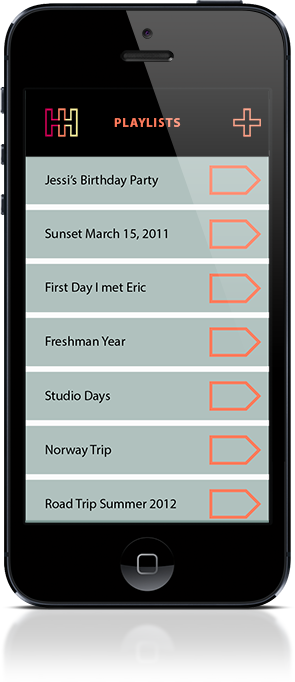 PLAYLISTS
Jessi's Birthday Party
Sunset March 15, 2011
First Day I met Eric
Freshman Year
Studio Days
Norway Trip
Road Trip Summer 2012